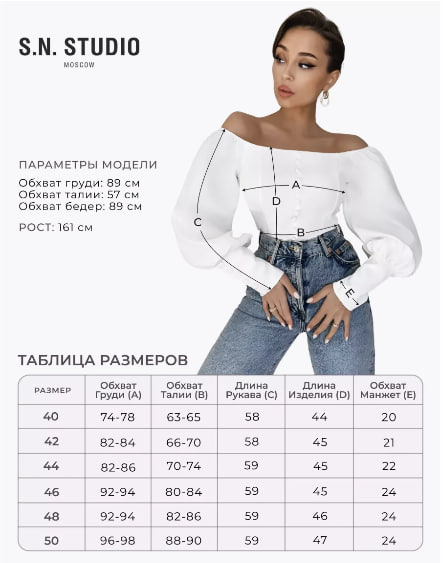 S.N. STUDIO
MOSCOW
ПАРАМЕТРЫ МОДЕЛИ
Обхват груди: 89 см
Обхват талии: 57 см
Обхват бедер: 89 см
РОСТ: 161 см
A
D
C
B
E
ТАБЛИЦА РАЗМЕРОВ
РАЗМЕР Обхват Груди (A) Обхват Талии (B) Длина Рукава (C) Длина Изделия (D) Обхват Манжет (E)
40 74-78 63-65 58 44 20
42 82-84 66-70 58 45 21
44 82-86 70-74 59 45 22
46 92-94 80-84 59 45 24
48 92-94 82-86 59 46 24
50 96-98 88-90 59 47 24